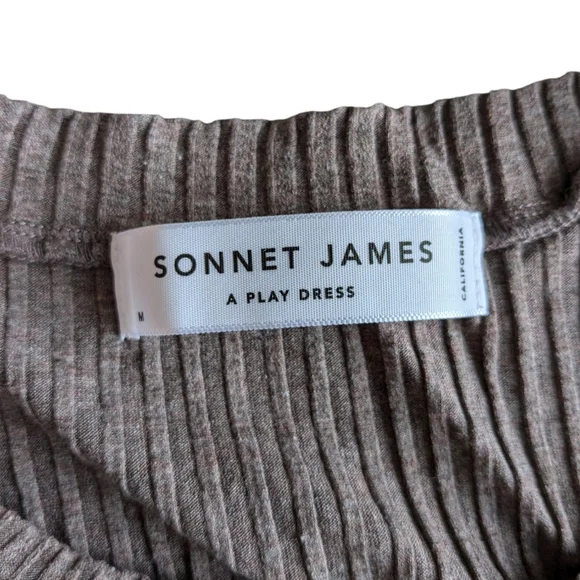 SONNET JAMES
A PLAY DRESS
M
CALIFORNIA